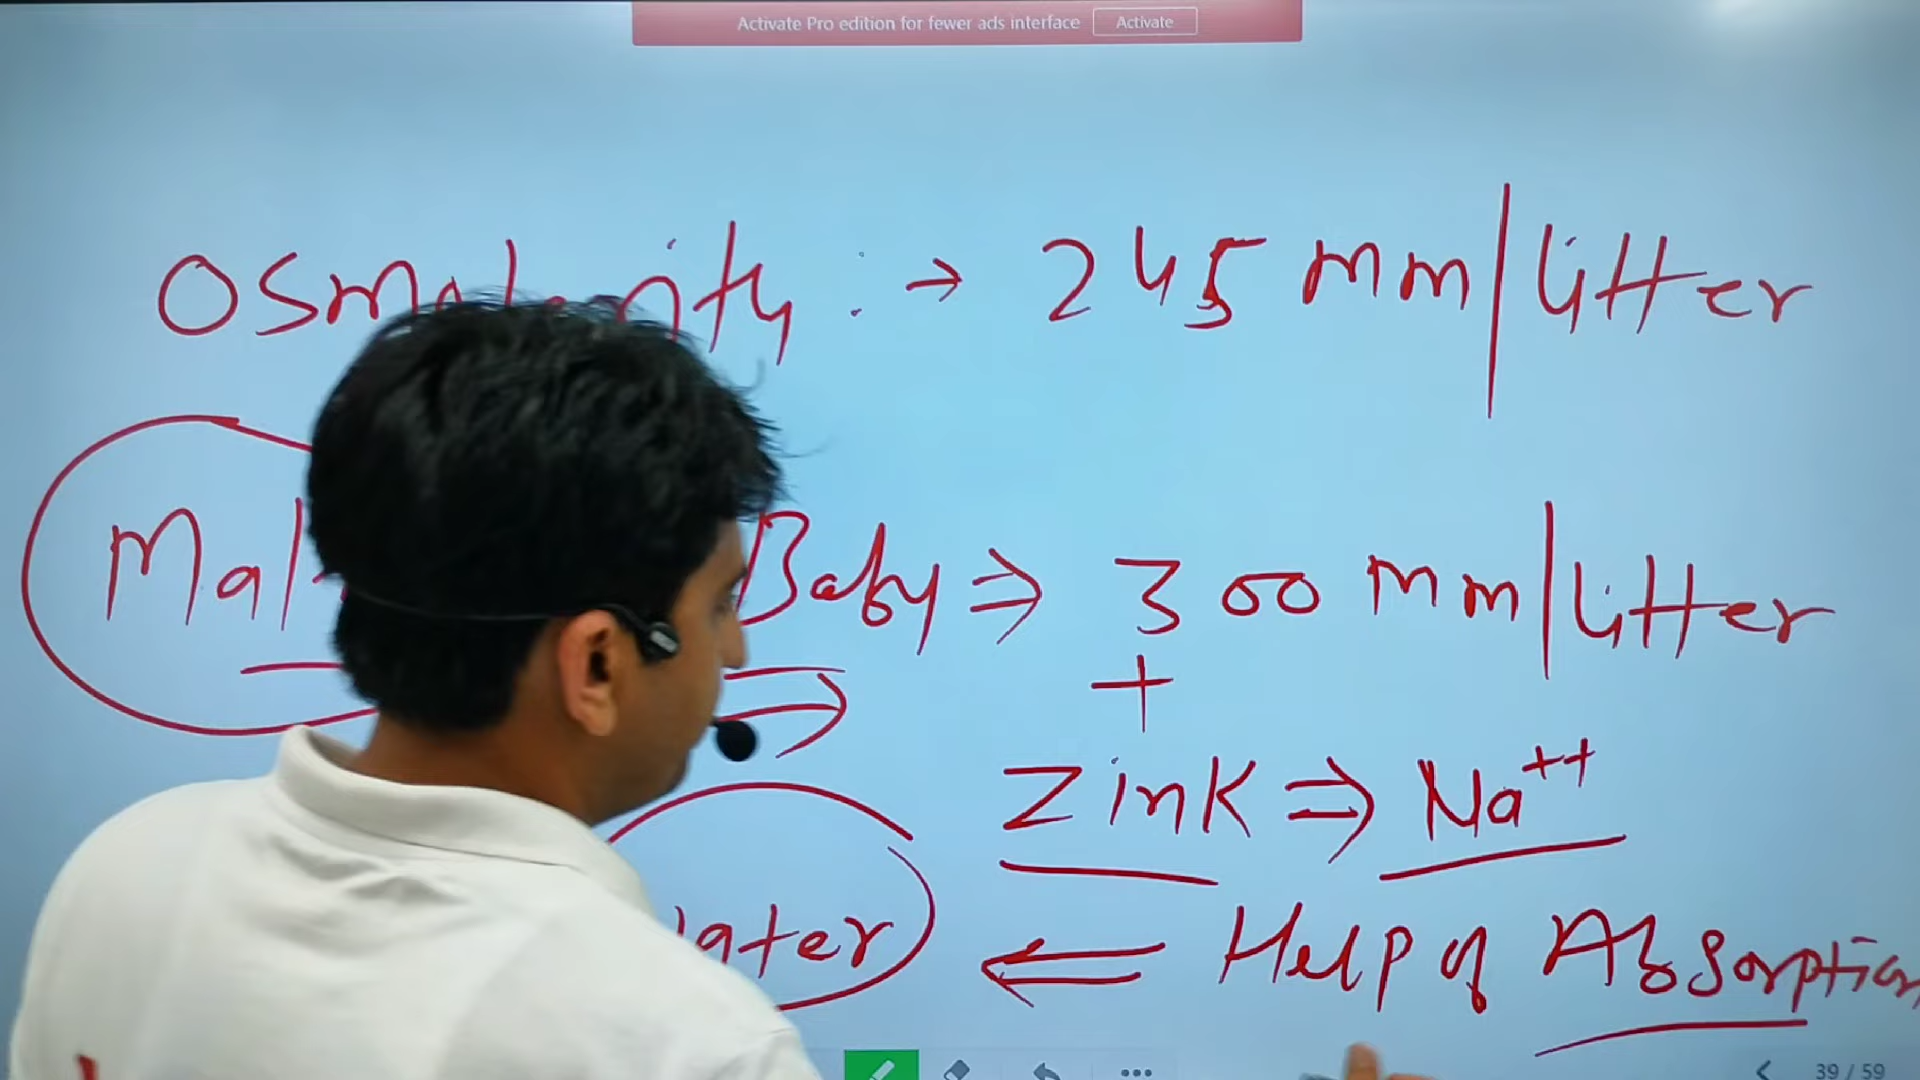 Activate Pro edition for fewer ads interface Activate
: → 245 mm/litter
Baby ⇒ 300 mm/litter
+
Zink ⇒ Na++
⇐ Help of Absorption
39 / 59